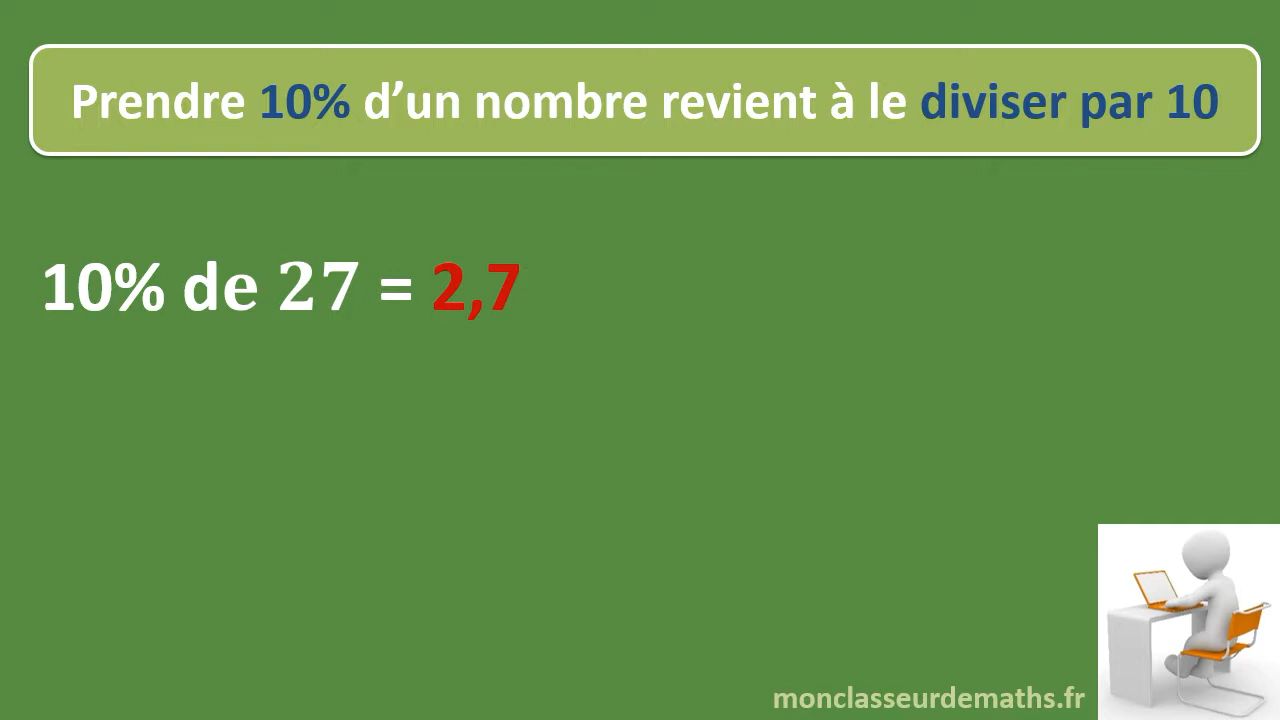 Prendre 10% d’un nombre revient à le diviser par 10
10% de 27 = 2,7
monclasseurdemaths.fr